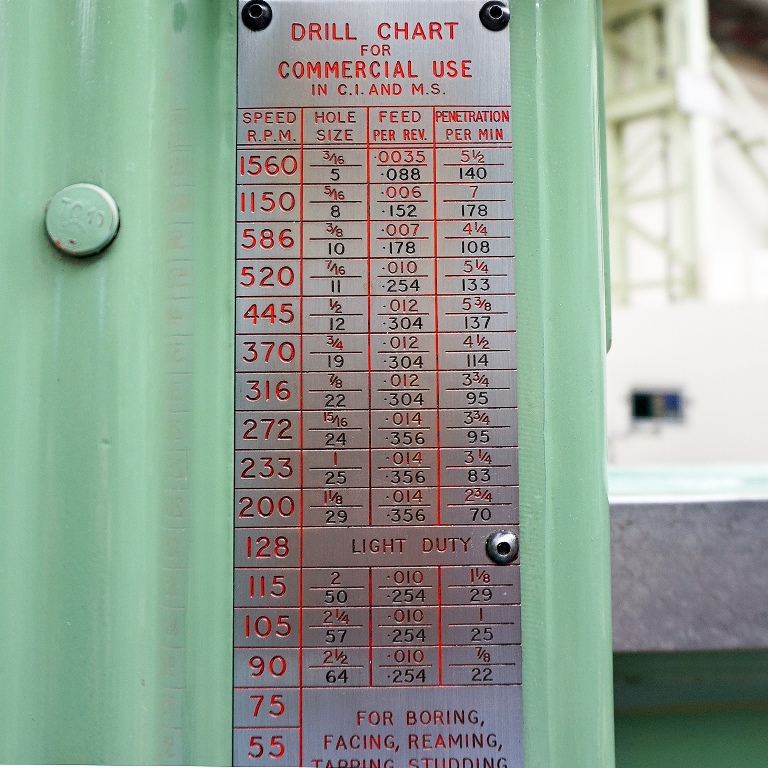 DRILL CHART
FOR
COMMERCIAL USE
IN C.I. AND M.S.
SPEED R.P.M. HOLE SIZE FEED PER REV. PENETRATION PER MIN
1560 3/16 5 ·0035 ·088 5½ 140
1150 5/16 8 ·006 ·152 7 178
586 3/8 10 ·007 ·178 4¼ 108
520 7/16 11 ·010 ·254 5¼ 133
445 ½ 12 ·012 ·304 5⅜ 137
370 ¾ 19 ·012 ·304 4½ 114
316 ⅞ 22 ·012 ·304 3¾ 95
272 15/16 24 ·014 ·356 3¾ 95
233 1 25 ·014 ·356 3¼ 83
200 1⅛ 29 ·014 ·356 2¾ 70
128 LIGHT DUTY
115 2 50 ·010 ·254 1⅛ 29
105 2¼ 57 ·010 ·254 1 25
90 2½ 64 ·010 ·254 ⅞ 22
75 FOR BORING,
55 FACING, REAMING,
TAPPING, STUDDING